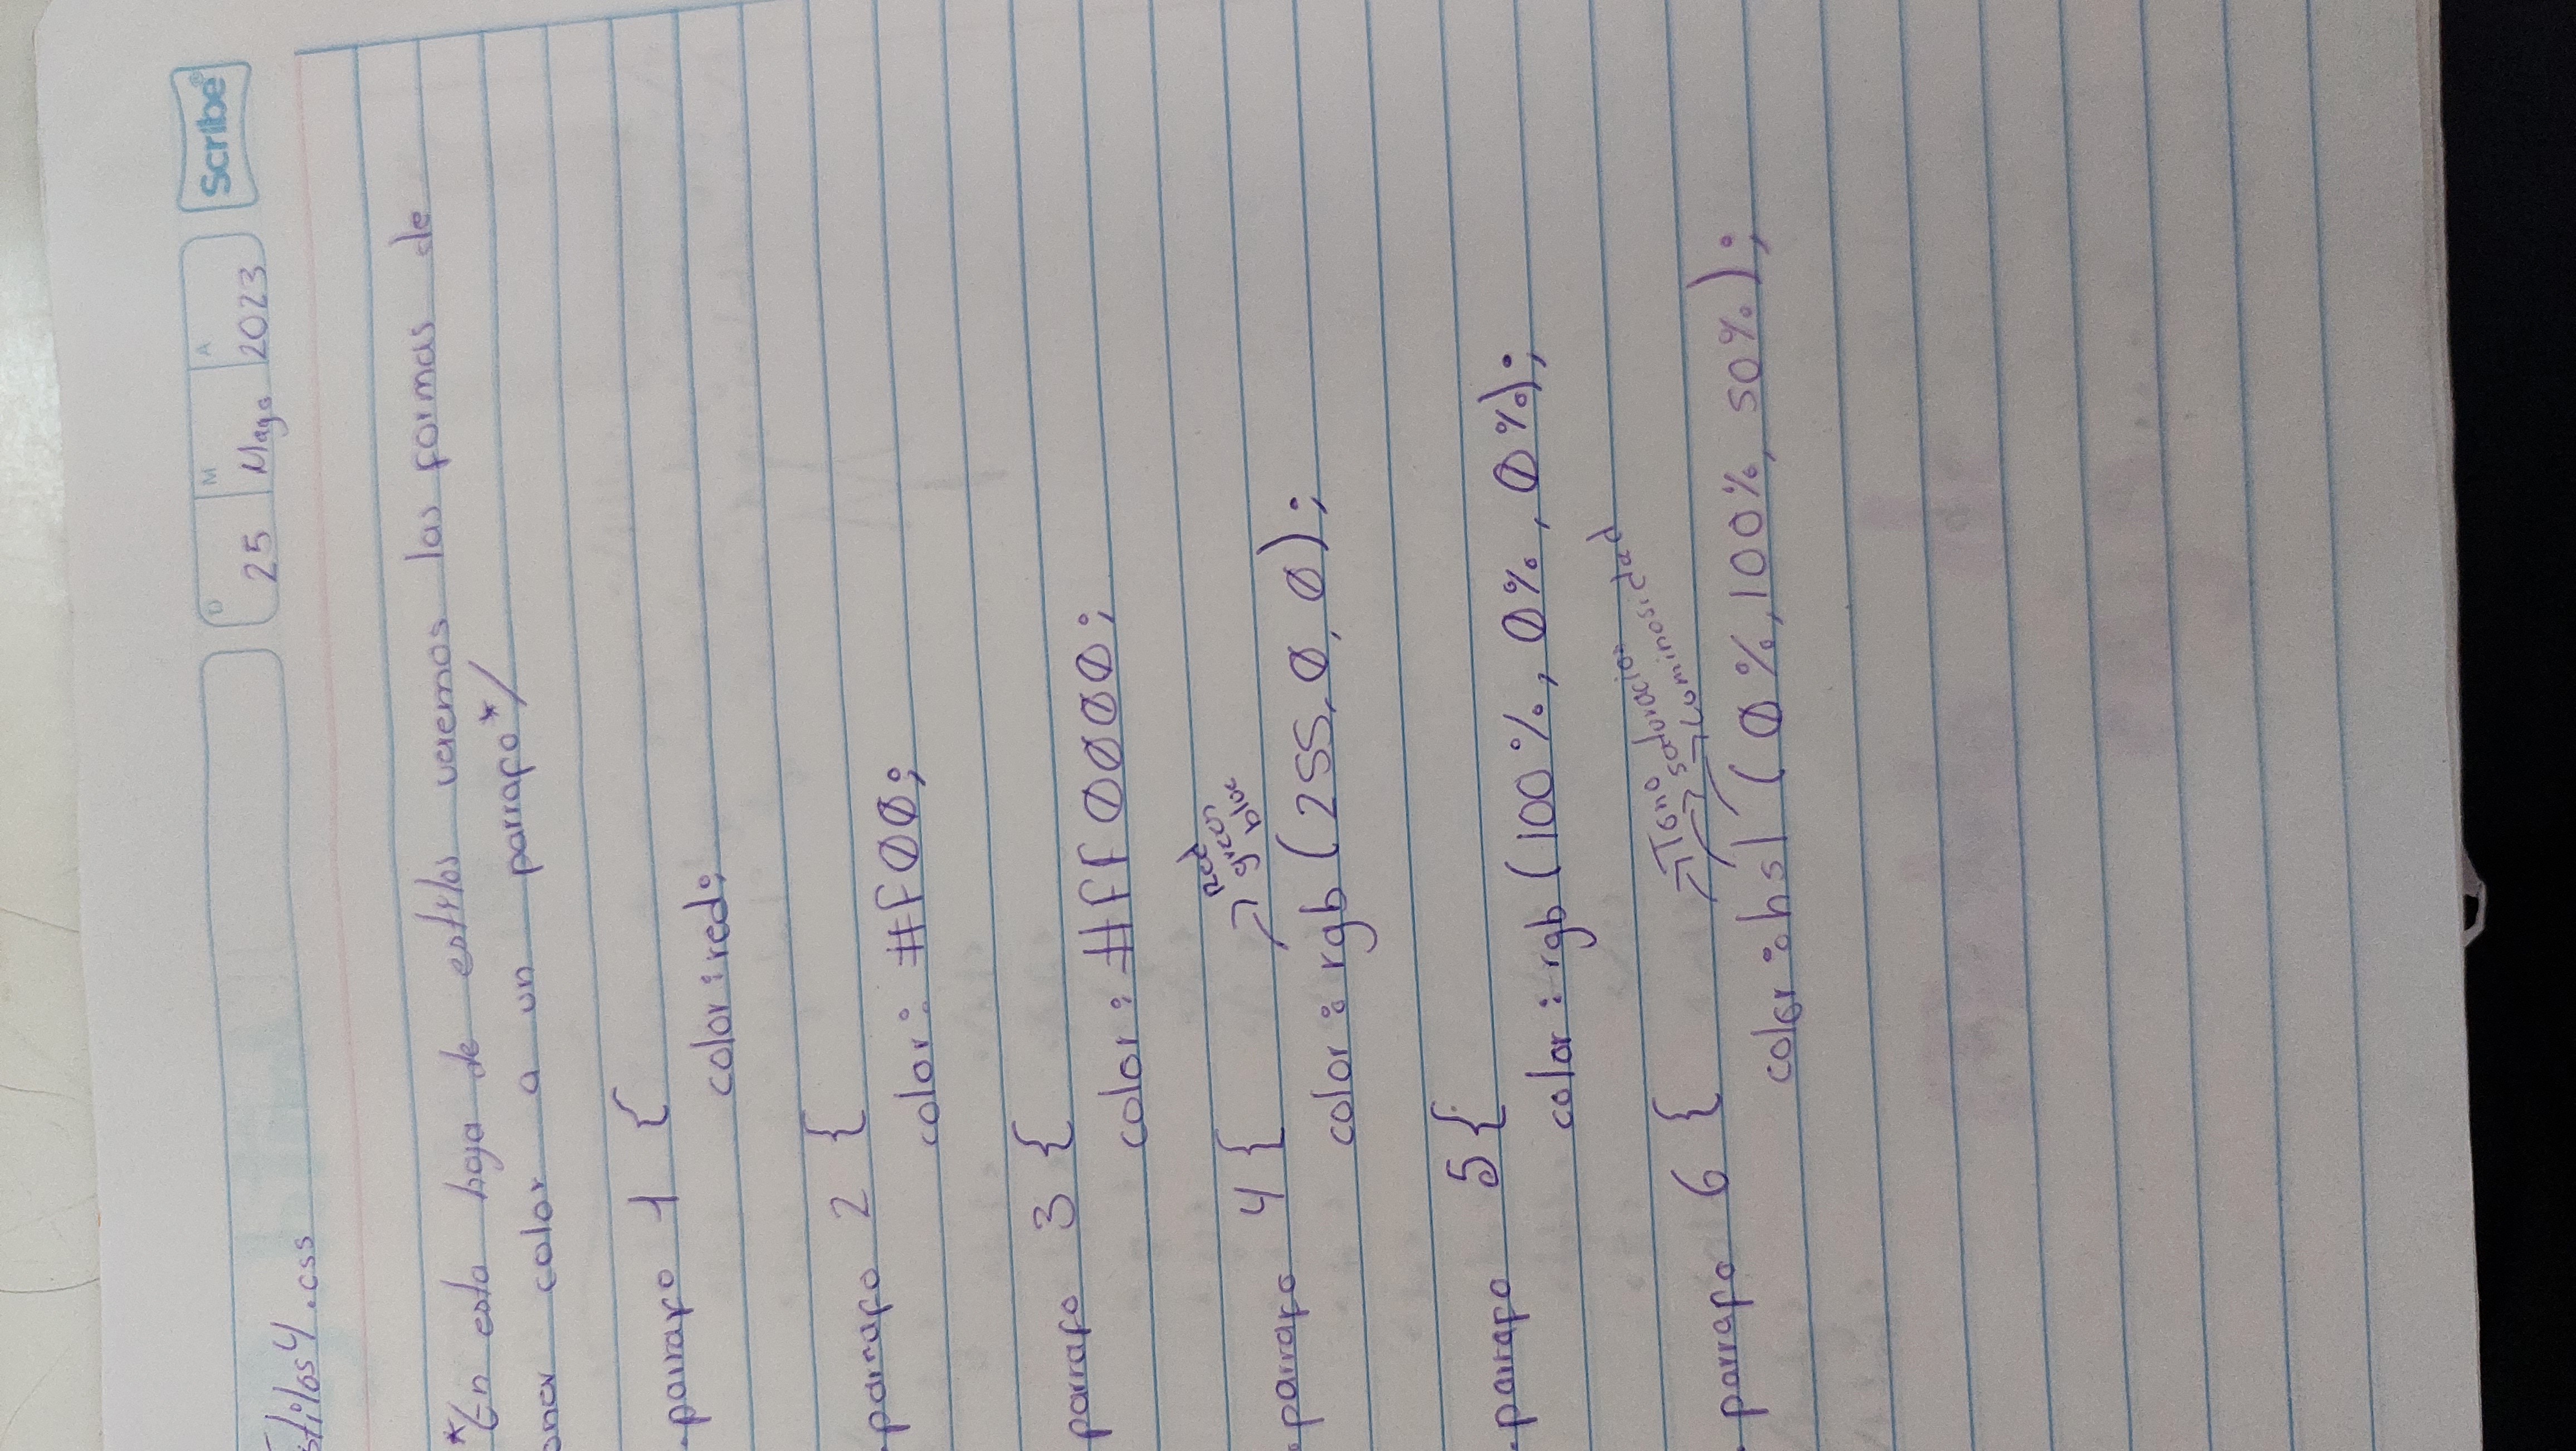 stilos4.css
D M A
25 Mayo 2023
Scribe®
*En esta hoja de estilos veremos las formas de
oner color a un parrafo*/
.parrafo 1 {
color:red;
.parrafo 2 {
color: #F00;
parrafo 3 {
color: #FF0000;
.parrafo 4 {
red
green
blue
color: rgb (255, 0, 0);
.parrafo 5 {
color: rgb (100%, 0%, 0%);
.parrafo 6 {
Tono
saturacion
Luminosidad
color: hsl (0%, 100%, 50%);